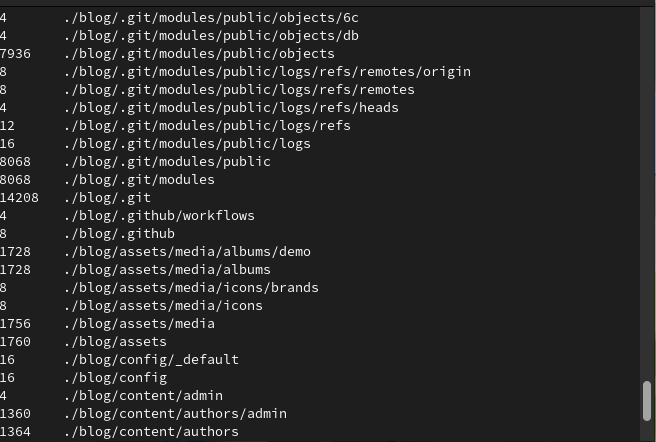 4 ./blog/.git/modules/public/objects/6c
4 ./blog/.git/modules/public/objects/db
7936 ./blog/.git/modules/public/objects
8 ./blog/.git/modules/public/logs/refs/remotes/origin
8 ./blog/.git/modules/public/logs/refs/remotes
4 ./blog/.git/modules/public/logs/refs/heads
12 ./blog/.git/modules/public/logs/refs
16 ./blog/.git/modules/public/logs
8068 ./blog/.git/modules/public
8068 ./blog/.git/modules
14208 ./blog/.git
4 ./blog/.github/workflows
8 ./blog/.github
1728 ./blog/assets/media/albums/demo
1728 ./blog/assets/media/albums
8 ./blog/assets/media/icons/brands
8 ./blog/assets/media/icons
1756 ./blog/assets/media
1760 ./blog/assets
16 ./blog/config/_default
16 ./blog/config
4 ./blog/content/admin
1360 ./blog/content/authors/admin
1364 ./blog/content/authors